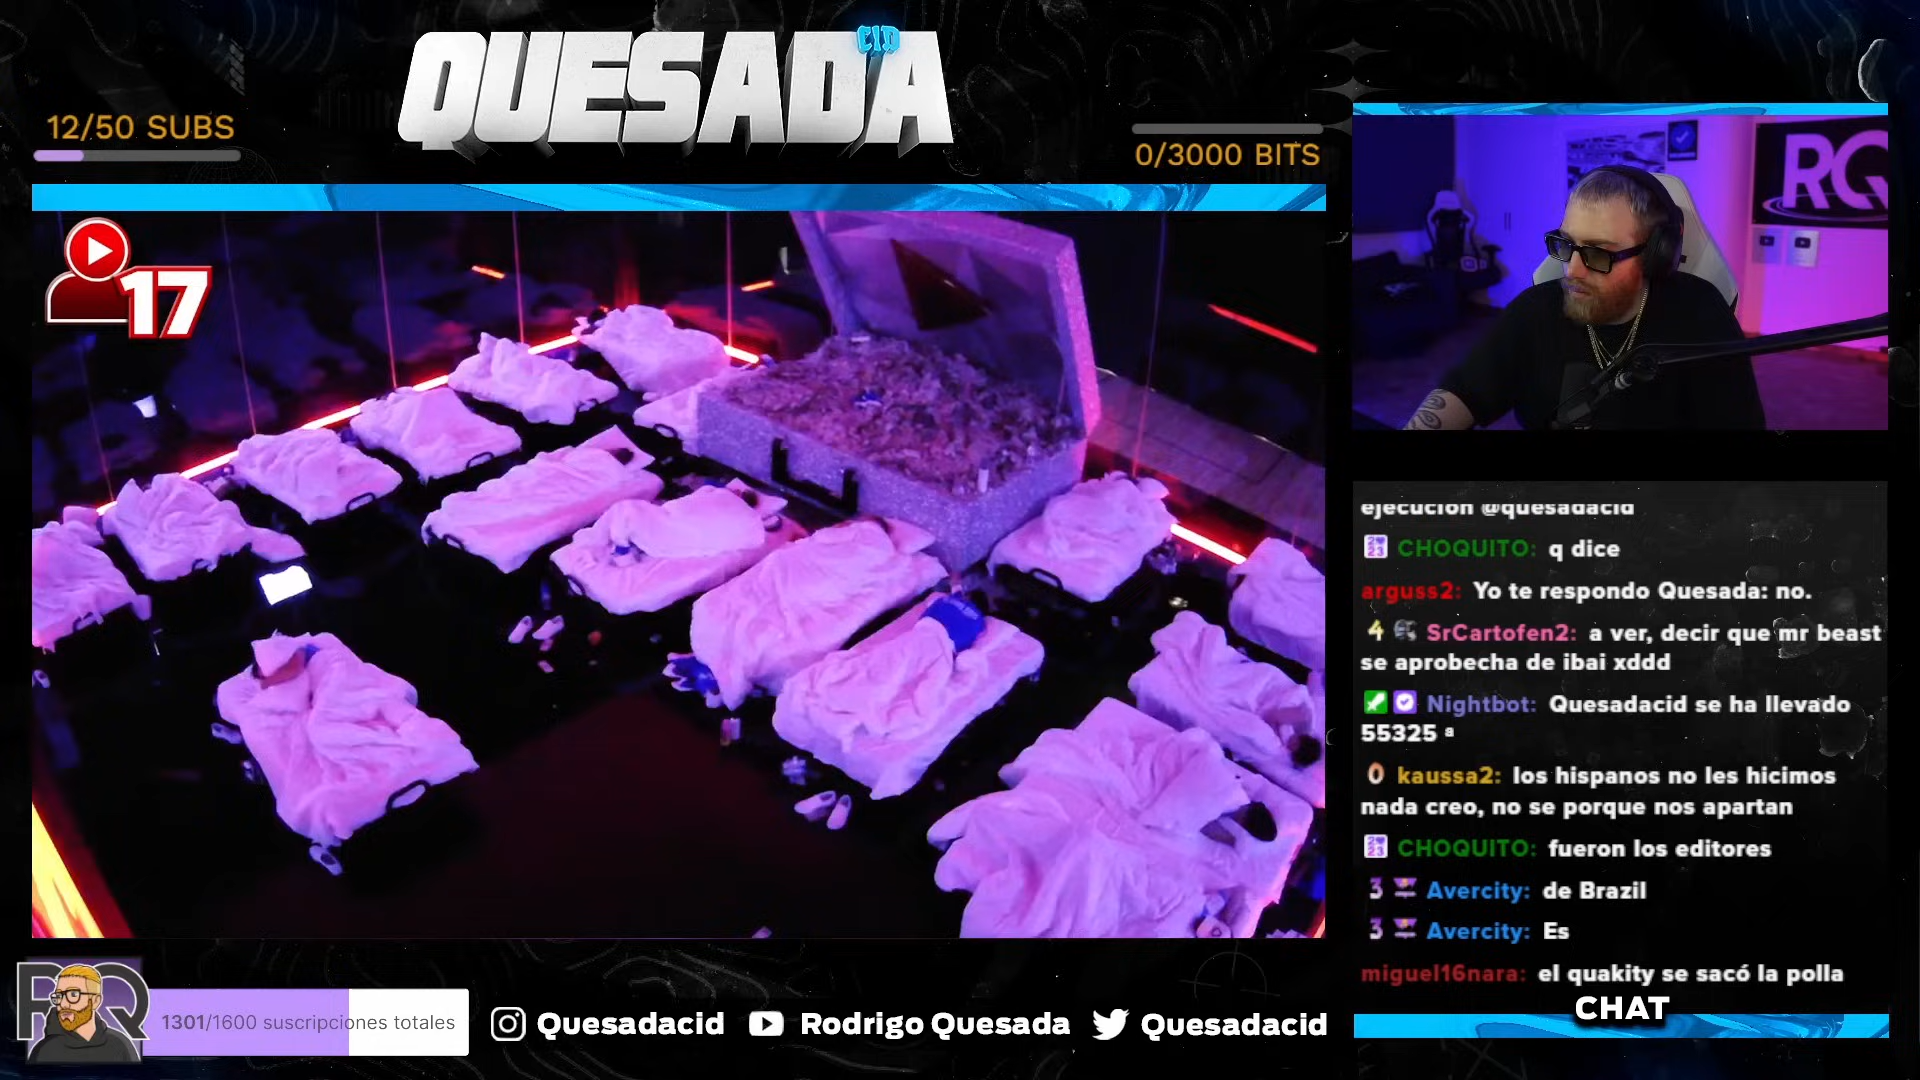 QUESADA
CID
12/50 SUBS
0/3000 BITS
17
RQ
ejecución @quesadacid
CHOQUITO: q dice
arguss2: Yo te respondo Quesada: no.
4 SrCartofen2: a ver, decir que mr beast
se aprobecha de ibai xddd
Nightbot: Quesadacid se ha llevado
55325 ª
kaussa2: los hispanos no les hicimos
nada creo, no se porque nos apartan
CHOQUITO: fueron los editores
3 Avercity: de Brazil
3 Avercity: Es
miguel16nara: el quakity se sacó la polla
CHAT
RQ
1301/1600 suscripciones totales
Quesadacid
Rodrigo Quesada
Quesadacid